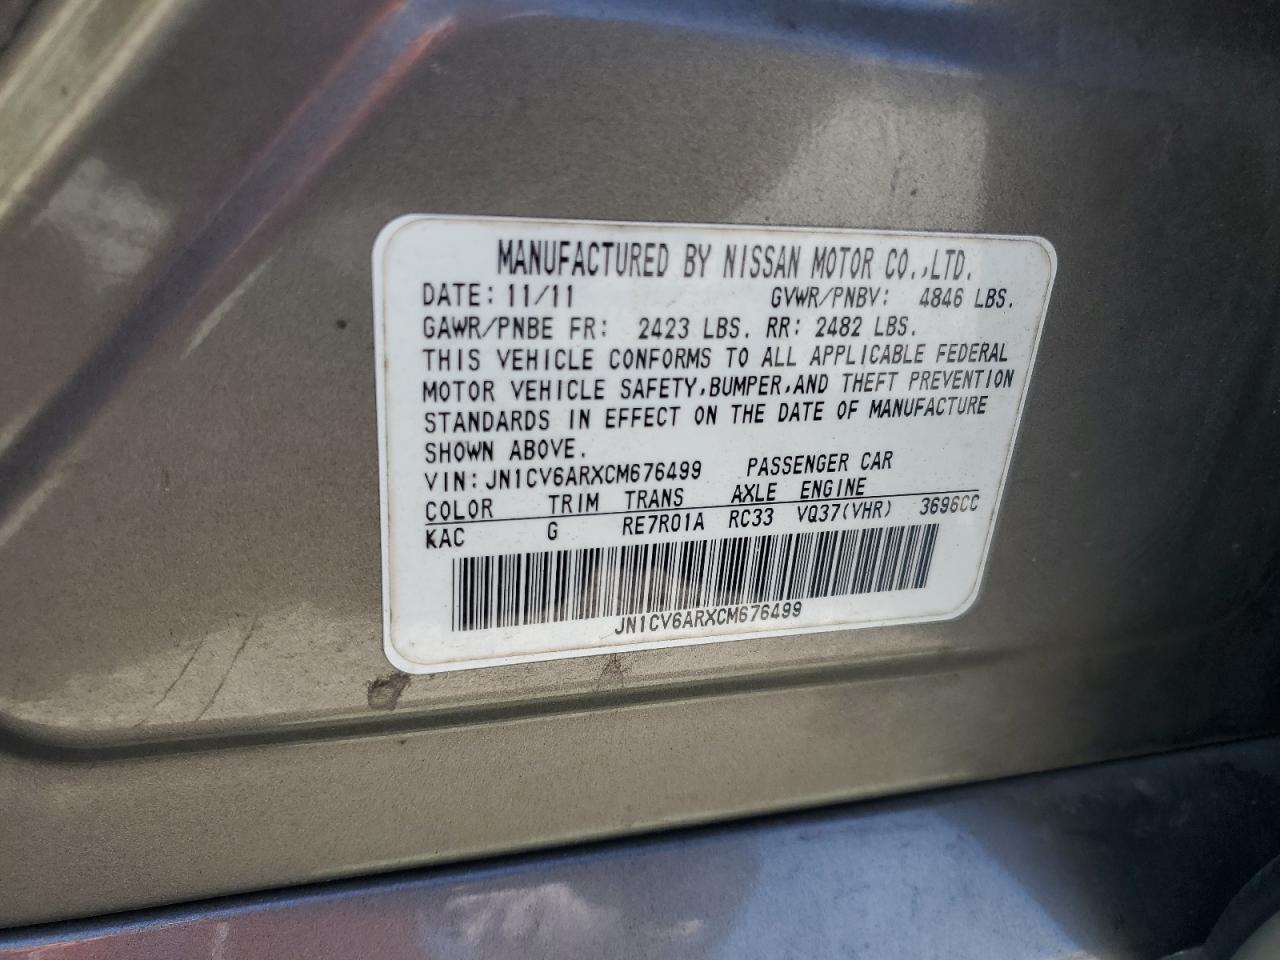 MANUFACTURED BY NISSAN MOTOR CO.,LTD.
DATE: 11/11 GVWR/PNBV: 4846 LBS.
GAWR/PNBE FR: 2423 LBS. RR: 2482 LBS.
THIS VEHICLE CONFORMS TO ALL APPLICABLE FEDERAL
MOTOR VEHICLE SAFETY,BUMPER,AND THEFT PREVENTION
STANDARDS IN EFFECT ON THE DATE OF MANUFACTURE
SHOWN ABOVE.
VIN: JN1CV6ARXCM676499 PASSENGER CAR
COLOR TRIM TRANS AXLE ENGINE
KAC G RE7R01A RC33 VQ37(VHR) 3696CC
JN1CV6ARXCM676499